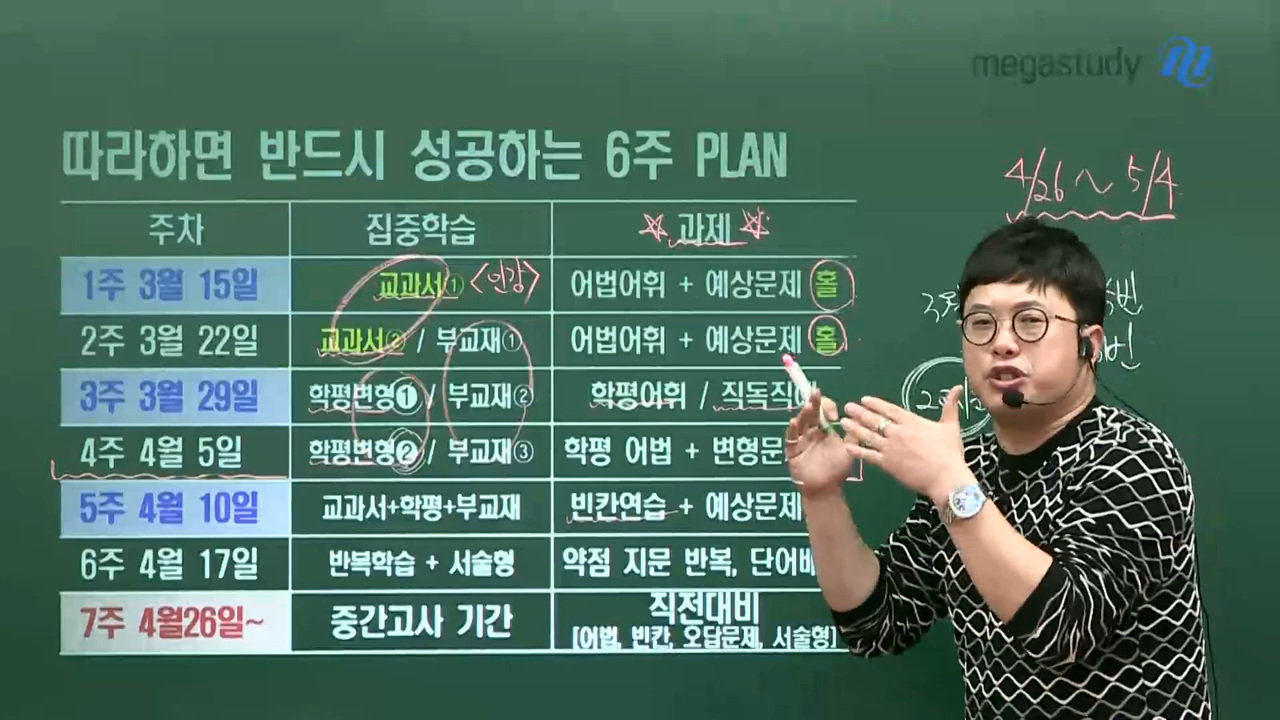 megastudy
따라하면 반드시 성공하는 6주 PLAN
4/26 ~ 5/4
주차 집중학습 과제
1주 3월 15일 교과서① <인강> 어법어휘 + 예상문제 홀
2주 3월 22일 교과서② / 부교재① 어법어휘 + 예상문제 홀
3주 3월 29일 학평변형❶ / 부교재② 학평어휘 / 직독직
4주 4월 5일 학평변형❷ / 부교재③ 학평 어법 + 변형문
5주 4월 10일 교과서+학평+부교재 빈칸연습 + 예상문제
6주 4월 17일 반복학습 + 서술형 약점 지문 반복, 단어
7주 4월26일~ 중간고사 기간 직전대비
[어법, 빈칸, 오답문제, 서술형]